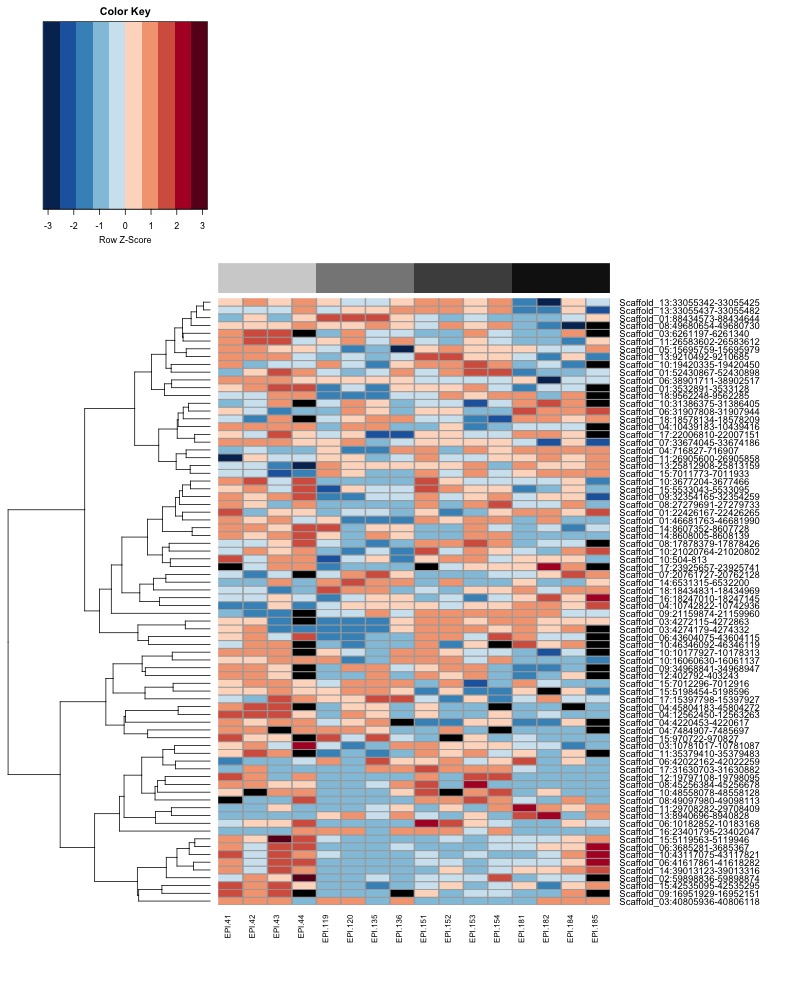 Color Key
-3 -2 -1 0 1 2 3
Row Z-Score
Scaffold_13:33055342-33055425
Scaffold_13:33055437-33055482
Scaffold_01:88434573-88434644
Scaffold_08:49680654-49680730
Scaffold_03:6261197-6261340
Scaffold_11:26583602-26583612
Scaffold_05:15695759-15695979
Scaffold_13:9210492-9210685
Scaffold_10:19420335-19420450
Scaffold_01:52430867-52430898
Scaffold_06:38901711-38902517
Scaffold_01:3532891-3533128
Scaffold_18:9562248-9562285
Scaffold_10:31386375-31386405
Scaffold_06:31907808-31907944
Scaffold_18:18578134-18578209
Scaffold_04:10439183-10439416
Scaffold_17:22006810-22007151
Scaffold_07:33674045-33674186
Scaffold_04:716827-716907
Scaffold_11:26905600-26905858
Scaffold_13:25812908-25813159
Scaffold_15:7011773-7011933
Scaffold_10:3677204-3677466
Scaffold_15:5533043-5533095
Scaffold_09:32354165-32354259
Scaffold_08:27279691-27279733
Scaffold_01:22426167-22426265
Scaffold_01:46681763-46681990
Scaffold_14:8607352-8607728
Scaffold_14:8608005-8608139
Scaffold_08:17878379-17878426
Scaffold_10:21020764-21020802
Scaffold_10:504-813
Scaffold_17:23925657-23925741
Scaffold_07:20761727-20762128
Scaffold_14:6531315-6532200
Scaffold_18:18434831-18434969
Scaffold_16:18247010-18247145
Scaffold_04:10742822-10742936
Scaffold_09:21159874-21159960
Scaffold_03:4272115-4272863
Scaffold_03:4274179-4274332
Scaffold_06:43604075-43604115
Scaffold_10:46346092-46346119
Scaffold_10:10177927-10178313
Scaffold_10:16060630-16061137
Scaffold_09:34968841-34968947
Scaffold_12:402792-403243
Scaffold_15:7012296-7012916
Scaffold_15:5198454-5198596
Scaffold_17:15397798-15397927
Scaffold_04:45804183-45804272
Scaffold_04:12562450-12563263
Scaffold_04:4220453-4220617
Scaffold_04:7484907-7485697
Scaffold_15:970722-970827
Scaffold_03:10781017-10781087
Scaffold_11:35379410-35379483
Scaffold_06:42022162-42022259
Scaffold_17:31630703-31630882
Scaffold_12:19797108-19798095
Scaffold_08:45256384-45256678
Scaffold_10:48558078-48558128
Scaffold_08:49097980-49098113
Scaffold_11:29708282-29708409
Scaffold_13:8940696-8940828
Scaffold_06:10182852-10183168
Scaffold_16:23401795-23402047
Scaffold_15:5119563-5119946
Scaffold_06:3685281-3685367
Scaffold_10:43117075-43117821
Scaffold_06:41617861-41618282
Scaffold_14:39013123-39013316
Scaffold_02:59898836-59898874
Scaffold_15:42535095-42535295
Scaffold_09:16951929-16952151
Scaffold_03:40805936-40806118
EPI.41 EPI.42 EPI.43 EPI.44 EPI.119 EPI.120 EPI.135 EPI.136 EPI.151 EPI.152 EPI.153 EPI.154 EPI.181 EPI.182 EPI.184 EPI.185